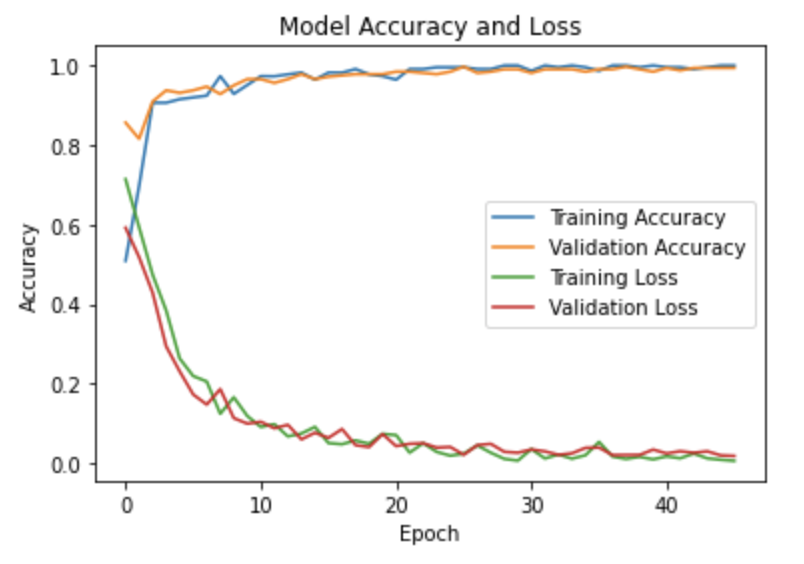 Model Accuracy and Loss
1.0
0.8
0.6
0.4
0.2
0.0
Accuracy
Training Accuracy
Validation Accuracy
Training Loss
Validation Loss
0 10 20 30 40
Epoch